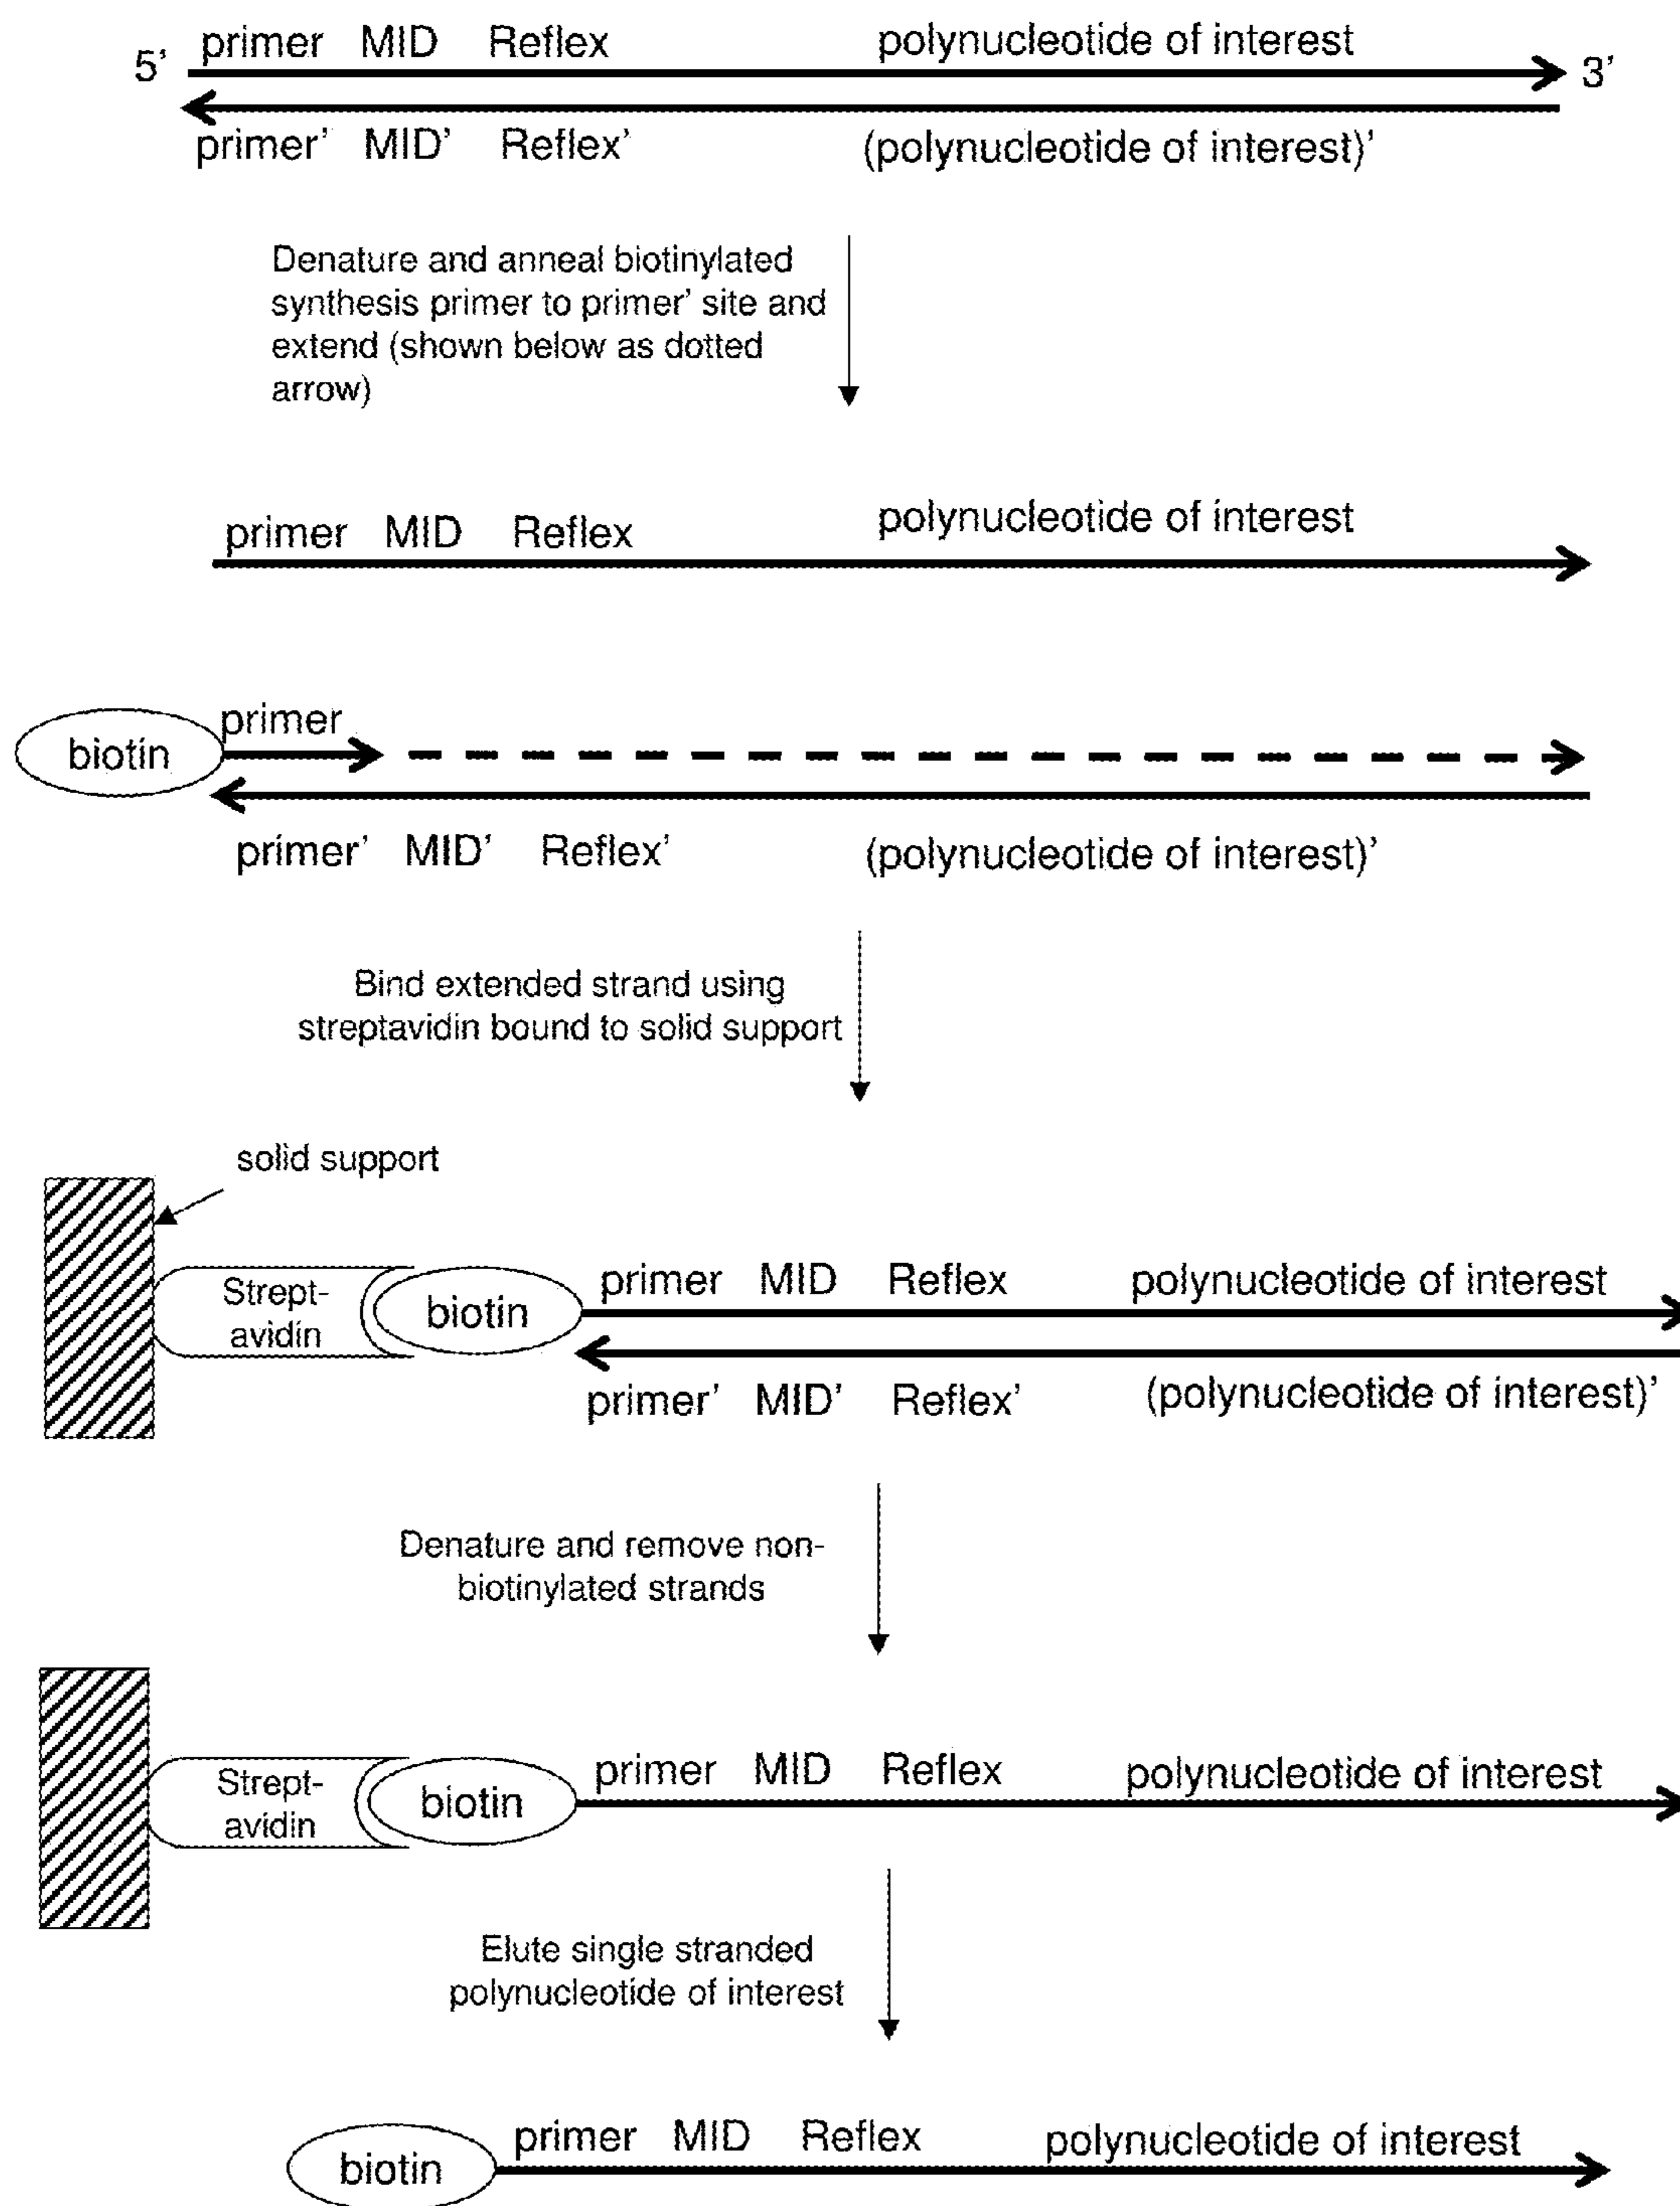 5' primer MID Reflex polynucleotide of interest 3'
primer' MID' Reflex' (polynucleotide of interest)'
Denature and anneal biotinylated
synthesis primer to primer' site and
extend (shown below as dotted
arrow)
primer MID Reflex polynucleotide of interest
primer
biotin
primer' MID' Reflex' (polynucleotide of interest)'
Bind extended strand using
streptavidin bound to solid support
solid support
primer MID Reflex polynucleotide of interest
Strept-
avidin
biotin
primer' MID' Reflex' (polynucleotide of interest)'
Denature and remove non-
biotinylated strands
primer MID Reflex polynucleotide of interest
Strept-
avidin
biotin
Elute single stranded
polynucleotide of interest
primer MID Reflex polynucleotide of interest
biotin